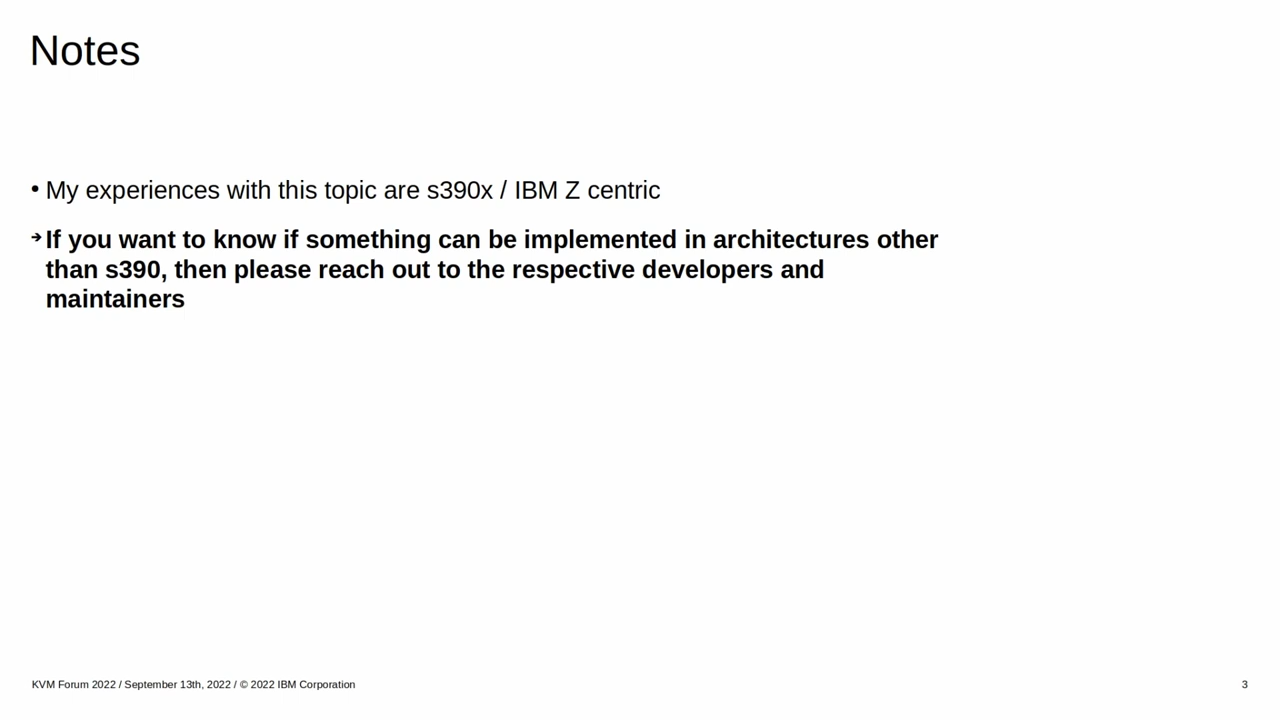 Notes
• My experiences with this topic are s390x / IBM Z centric
➔ If you want to know if something can be implemented in architectures other
than s390, then please reach out to the respective developers and
maintainers
KVM Forum 2022 / September 13th, 2022 / © 2022 IBM Corporation
3